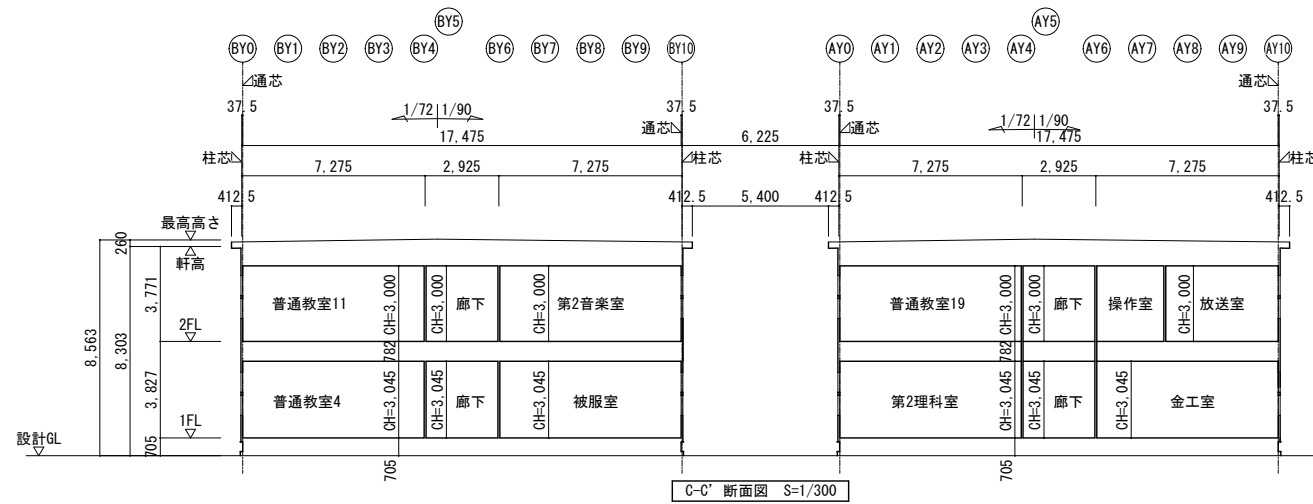 BY5 AY5
BY0 BY1 BY2 BY3 BY4 BY6 BY7 BY8 BY9 BY10 AY0 AY1 AY2 AY3 AY4 AY6 AY7 AY8 AY9 AY10
通芯 通芯
37.5 37.5 37.5 37.5
1/72 1/90 1/72 1/90
通芯 通芯
17,475 6,225 17,475
柱芯 柱芯 柱芯 柱芯
7,275 2,925 7,275 7,275 2,925 7,275
412.5 412.5 5,400 412.5 412.5
最高高さ
260
軒高
3,771
普通教室11 CH=3,000 CH=3,000 廊下 CH=3,000 第2音楽室
普通教室19 CH=3,000 CH=3,000 廊下 操作室 CH=3,000 放送室
2FL
8,563 8,303
782 782
3,827
普通教室4 CH=3,045 CH=3,045 廊下 CH=3,045 被服室
第2理科室 CH=3,045 CH=3,045 廊下 CH=3,045 金工室
1FL
設計GL
705
705 705
C-C' 断面図 S=1/300